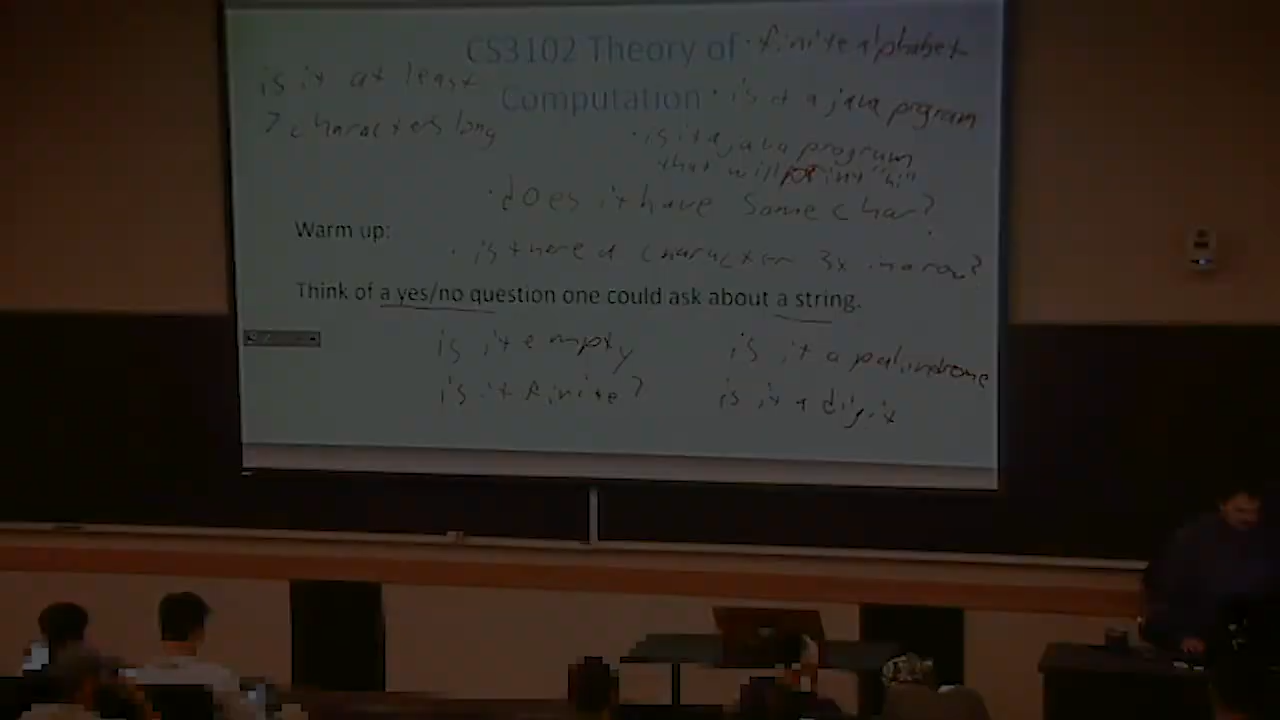 CS3102 Theory of · finite alphabet
is it at least
Computation · is it a java program
7 characters long
· is it a java program
that will print "hi"
· does it have some char?
Warm up:
· is there a character 3x in a row?
Think of a yes/no question one could ask about a string.
is it empty is it a palindrome
is it finite? is it a digit